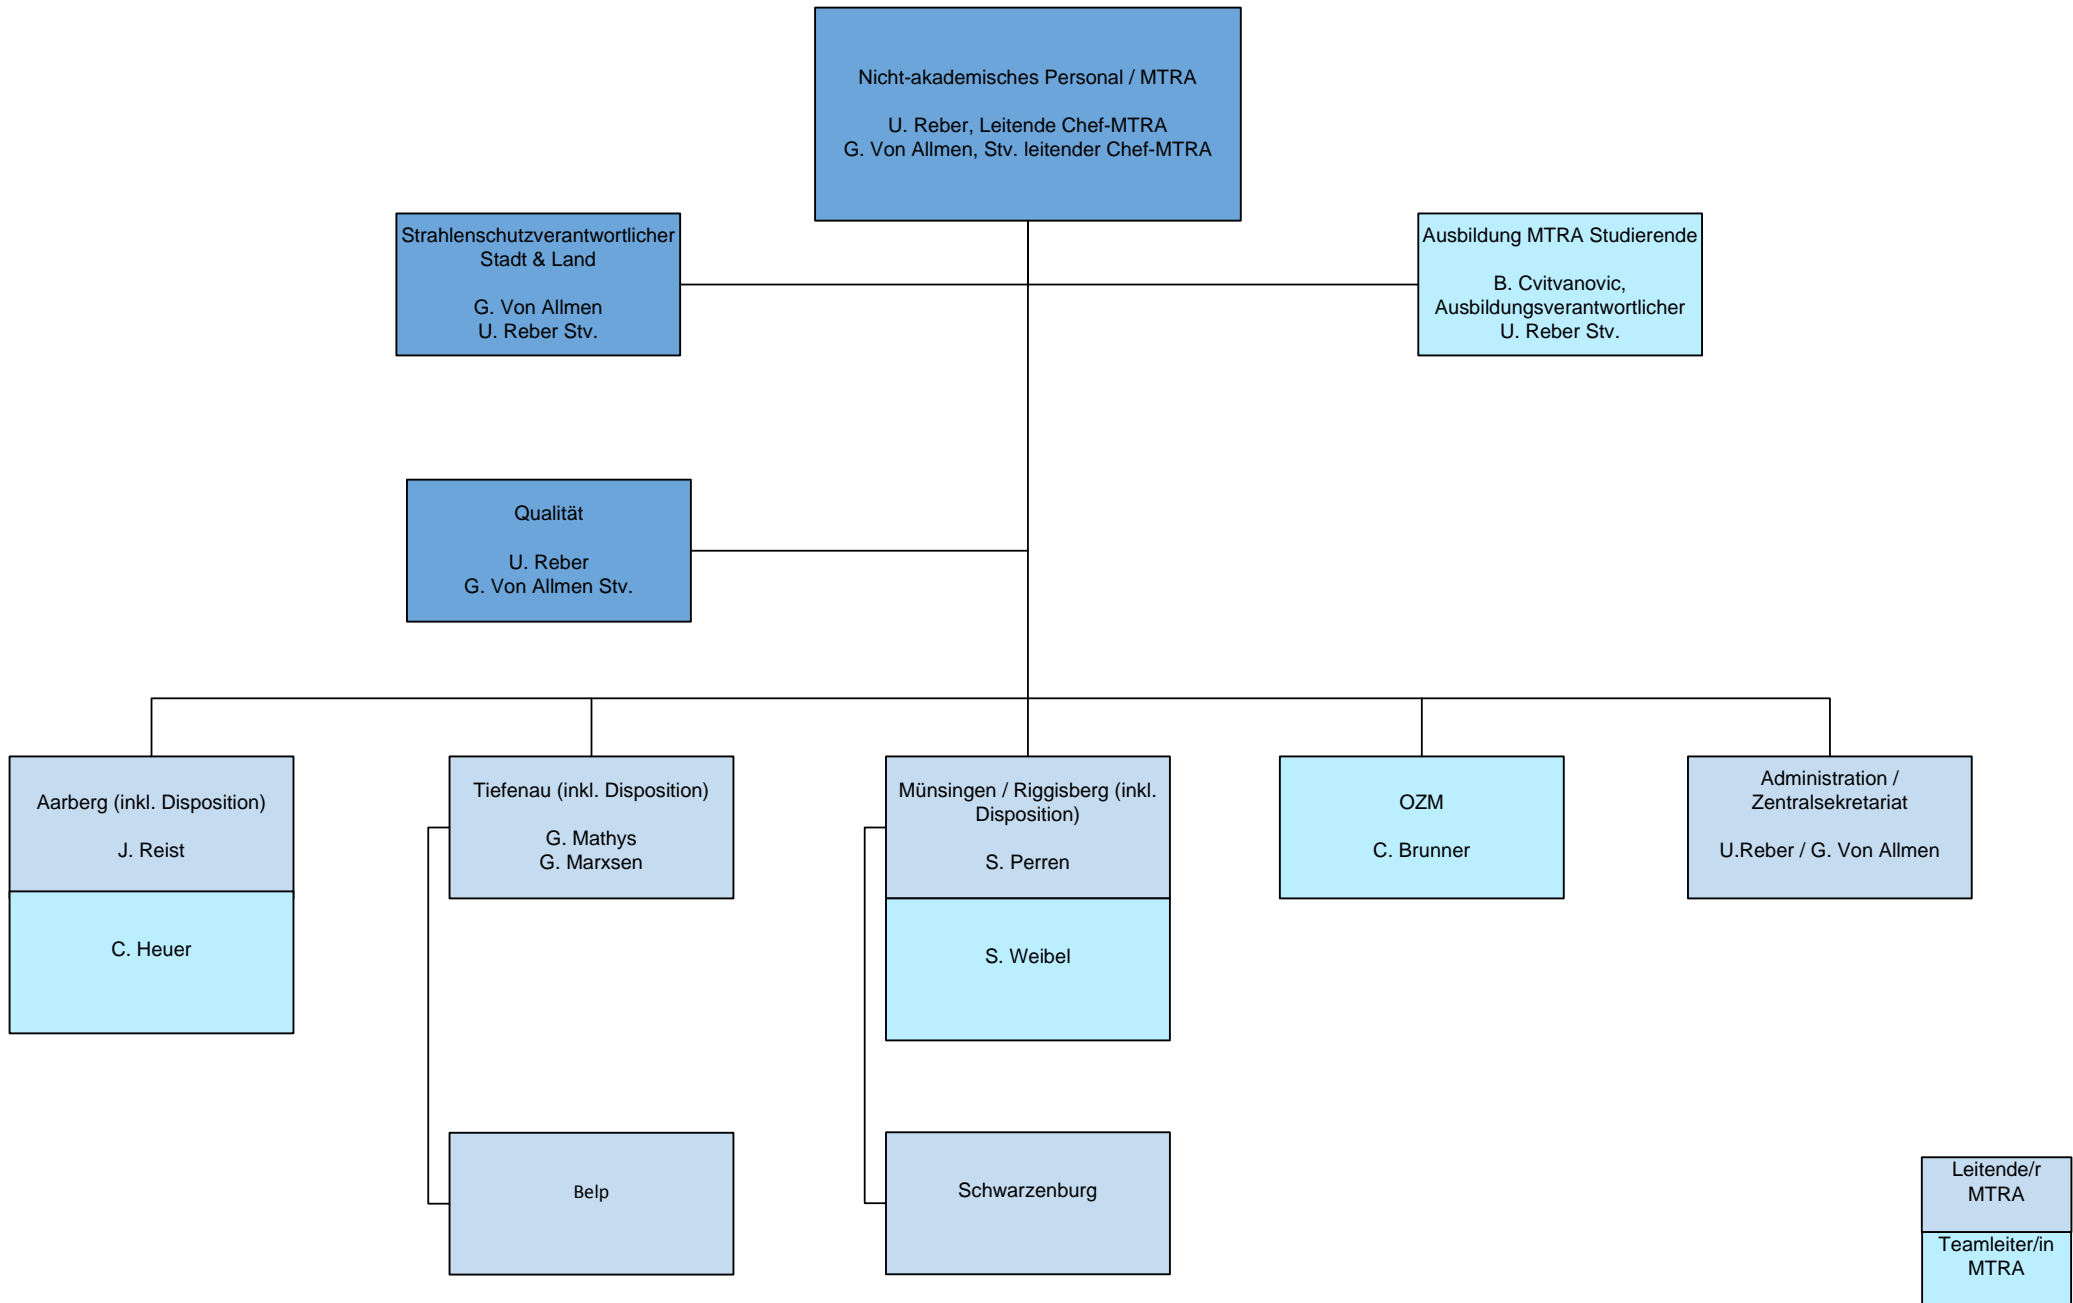 Nicht-akademisches Personal / MTRA
U. Reber, Leitende Chef-MTRA
G. Von Allmen, Stv. leitender Chef-MTRA
Strahlenschutzverantwortlicher
Stadt & Land
G. Von Allmen
U. Reber Stv.
Ausbildung MTRA Studierende
B. Cvitvanovic,
Ausbildungsverantwortlicher
U. Reber Stv.
Qualität
U. Reber
G. Von Allmen Stv.
Aarberg (inkl. Disposition)
J. Reist
C. Heuer
Tiefenau (inkl. Disposition)
G. Mathys
G. Marxsen
Münsingen / Riggisberg (inkl.
Disposition)
S. Perren
S. Weibel
OZM
C. Brunner
Administration /
Zentralsekretariat
U.Reber / G. Von Allmen
Belp
Schwarzenburg
Leitende/r
MTRA
Teamleiter/in
MTRA